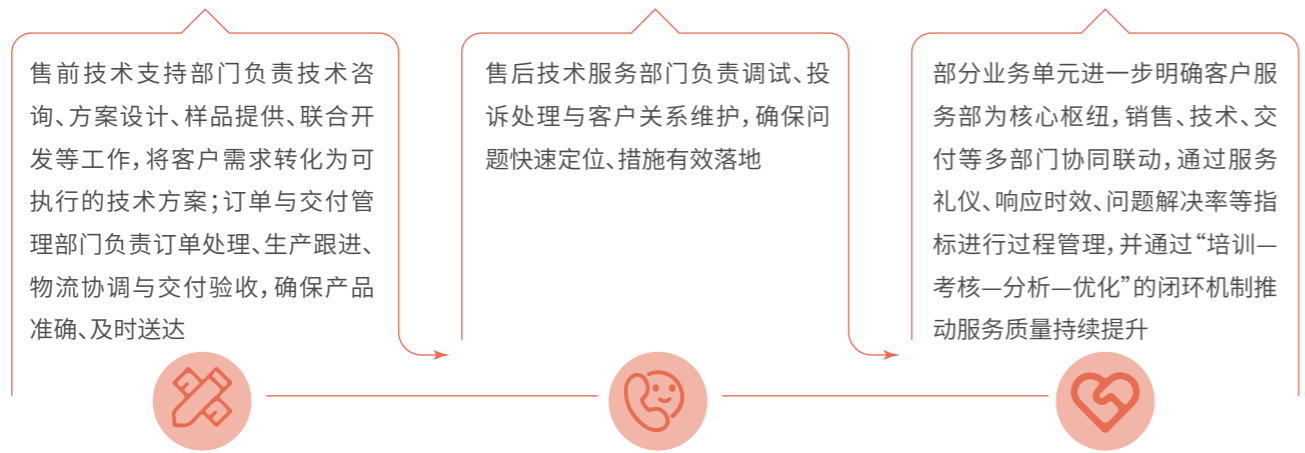 售前技术支持部门负责技术咨
询、方案设计、样品提供、联合开
发等工作，将客户需求转化为可
执行的技术方案；订单与交付管
理部门负责订单处理、生产跟进、
物流协调与交付验收，确保产品
准确、及时送达
售后技术服务部门负责调试、投
诉处理与客户关系维护，确保问
题快速定位、措施有效落地
部分业务单元进一步明确客户服
务部为核心枢纽，销售、技术、交
付等多部门协同联动，通过服务
礼仪、响应时效、问题解决率等指
标进行过程管理，并通过“培训—
考核—分析—优化”的闭环机制推
动服务质量持续提升